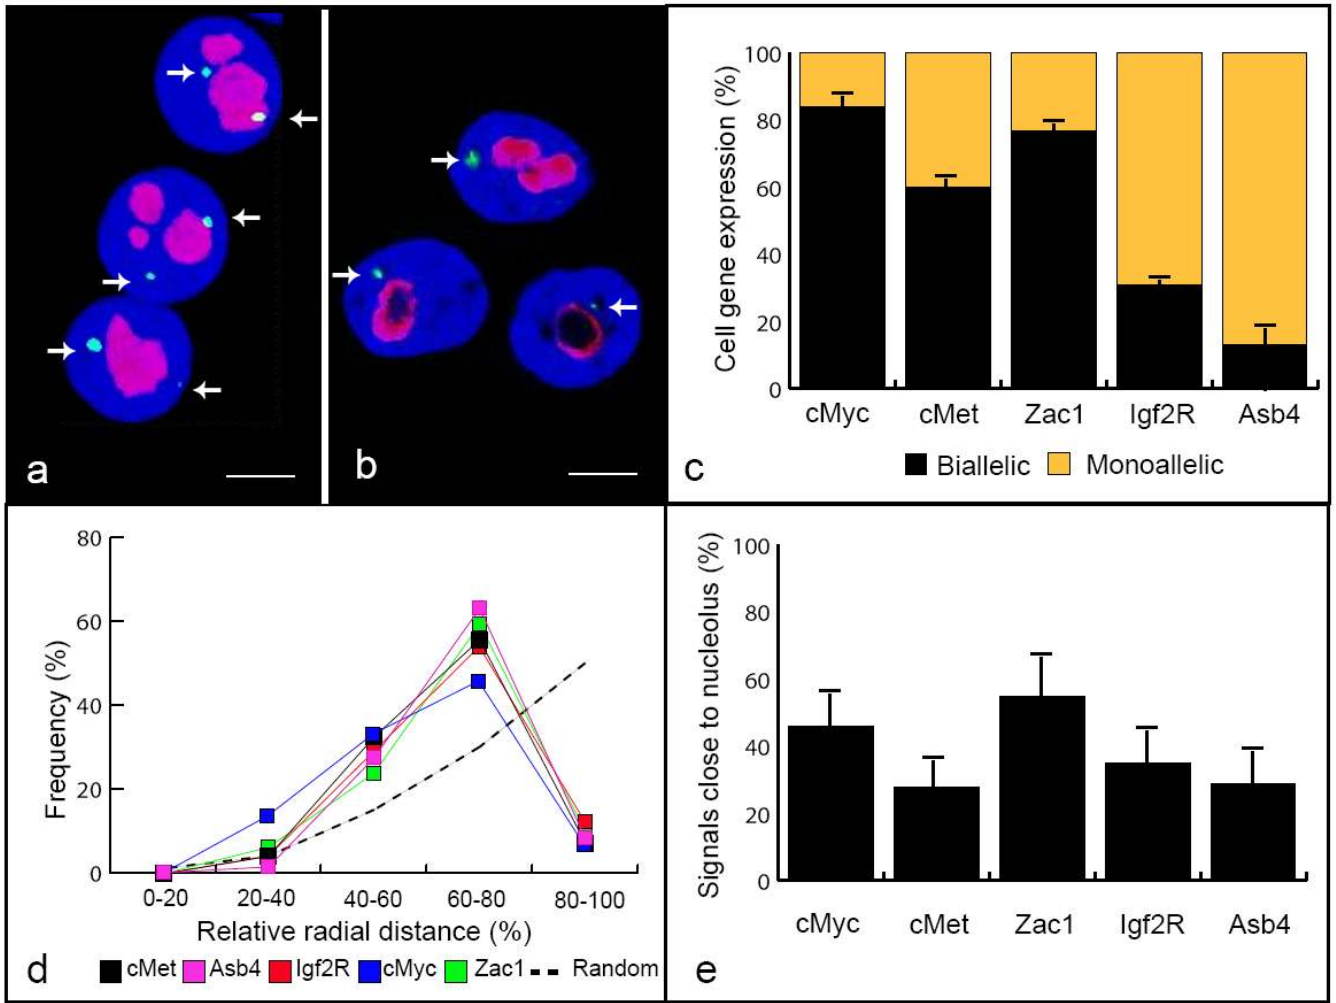 a
b
Cell gene expression (%)
100
80
60
40
20
0
cMyc cMet Zac1 Igf2R Asb4
Biallelic Monoallelic
c
Frequency (%)
80
60
40
20
0
0-20 20-40 40-60 60-80 80-100
Relative radial distance (%)
d
cMet Asb4 Igf2R cMyc Zac1 Random
Signals close to nucleolus (%)
100
80
60
40
20
0
cMyc cMet Zac1 Igf2R Asb4
e